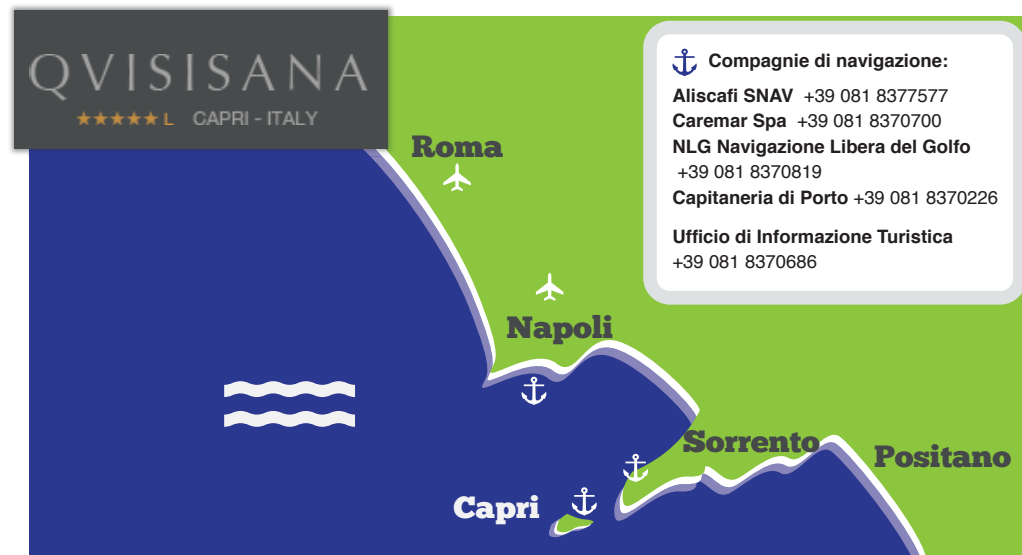 QVISISANA
★★★★★ L CAPRI - ITALY
Compagnie di navigazione:
Aliscafi SNAV +39 081 8377577
Caremar Spa +39 081 8370700
NLG Navigazione Libera del Golfo
+39 081 8370819
Capitaneria di Porto +39 081 8370226
Ufficio di Informazione Turistica
+39 081 8370686
Roma
Napoli
Sorrento
Positano
Capri